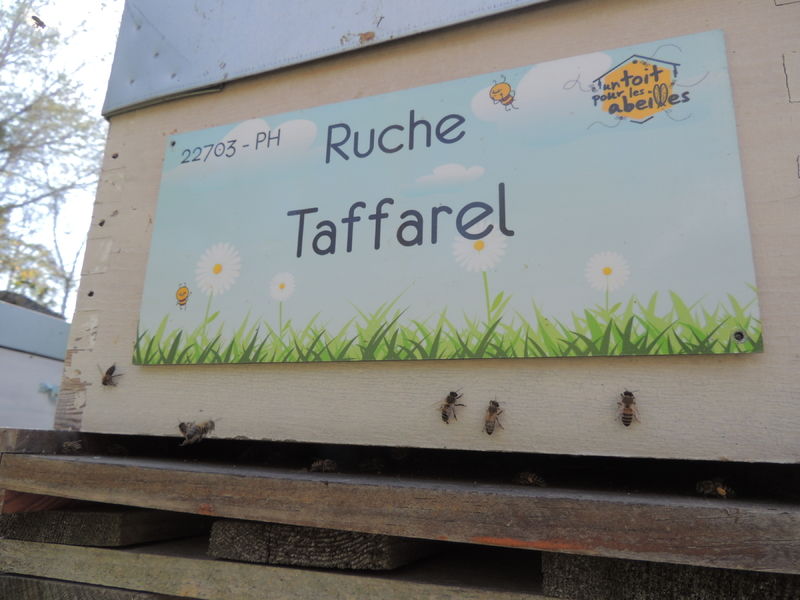 22703 - PH
Ruche
Taffarel
un toit
pour les
abeilles